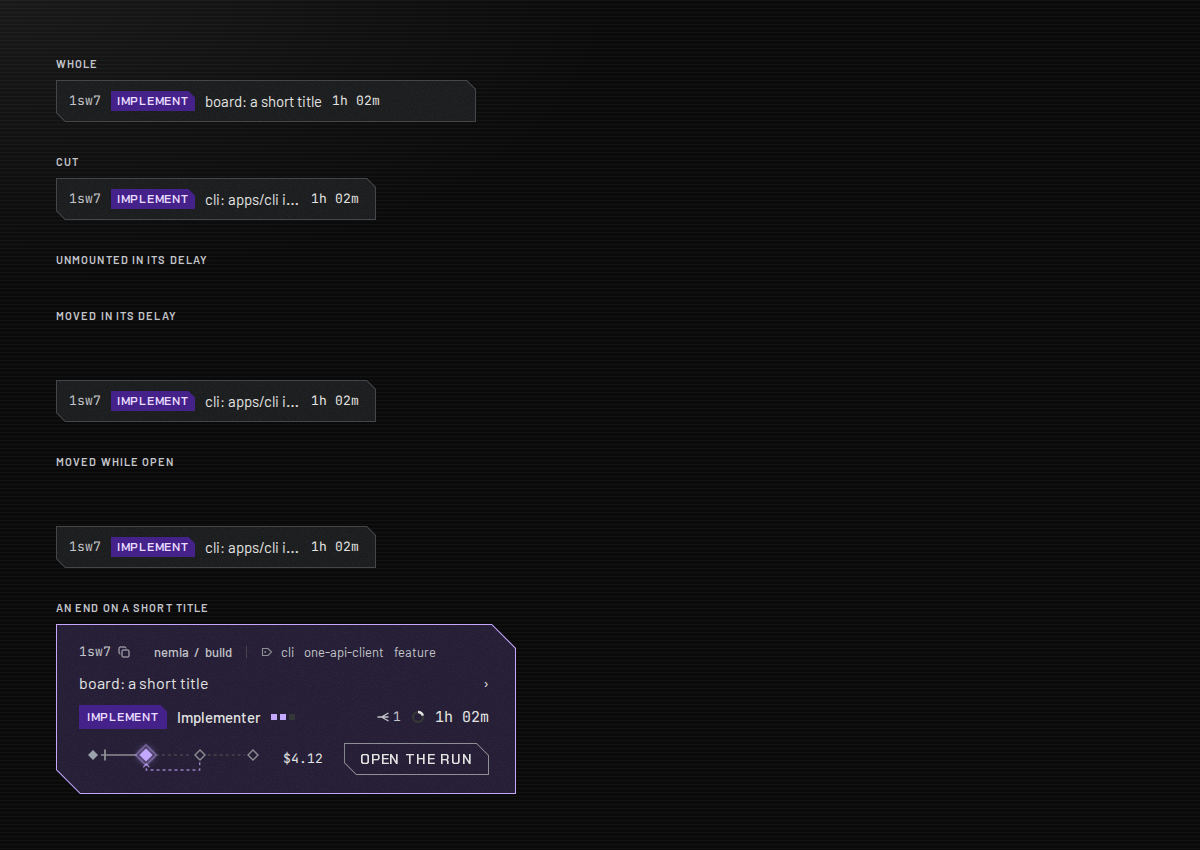 WHOLE
1sw7 IMPLEMENT board: a short title 1h 02m
CUT
1sw7 IMPLEMENT cli: apps/cli i... 1h 02m
UNMOUNTED IN ITS DELAY
MOVED IN ITS DELAY
1sw7 IMPLEMENT cli: apps/cli i... 1h 02m
MOVED WHILE OPEN
1sw7 IMPLEMENT cli: apps/cli i... 1h 02m
AN END ON A SHORT TITLE
1sw7 nemla / build cli one-api-client feature
board: a short title ›
IMPLEMENT Implementer 1 1h 02m
$4.12 OPEN THE RUN